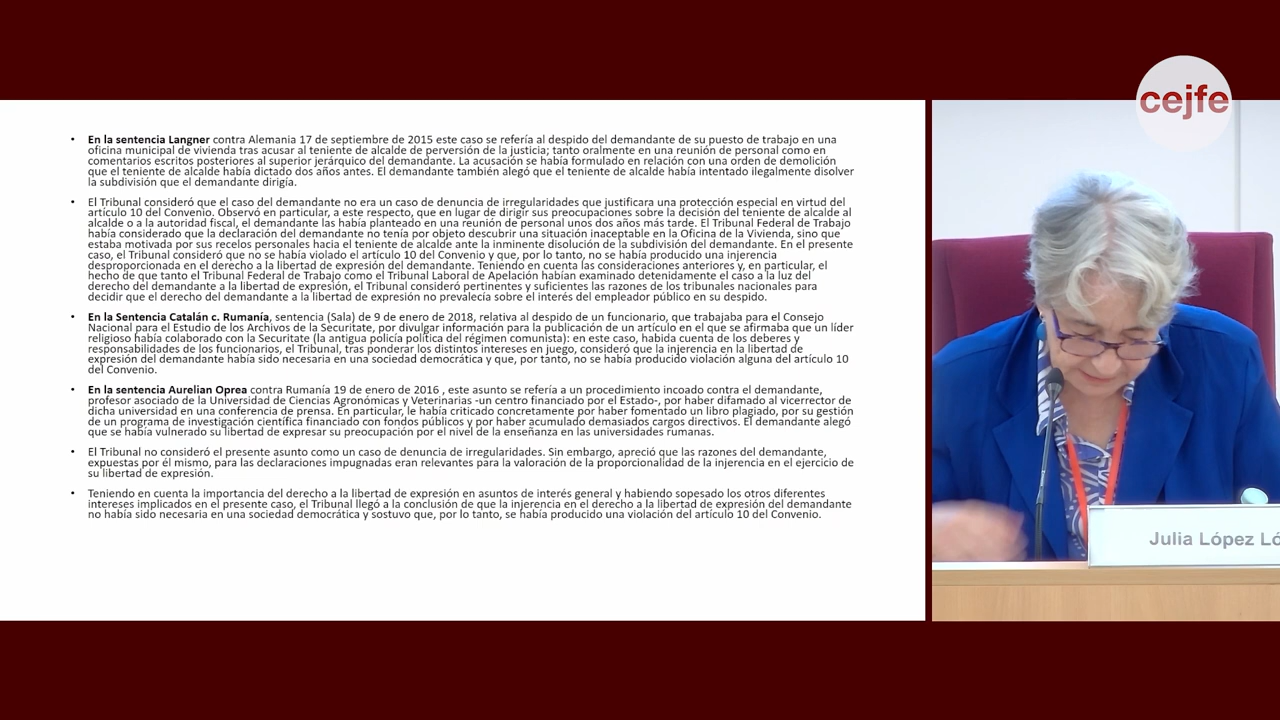 cejfe
• En la sentencia Langner contra Alemania 17 de septiembre de 2015 este caso se refería al despido del demandante de su puesto de trabajo en una
oficina municipal de vivienda tras acusar al teniente de alcalde de perversión de la justicia; tanto oralmente en una reunión de personal como en
comentarios escritos posteriores al superior jerárquico del demandante. La acusación se había formulado en relación con una orden de demolición
que el teniente de alcalde había dictado dos años antes. El demandante también alegó que el teniente de alcalde había intentado ilegalmente disolver
la subdivisión que el demandante dirigía.
• El Tribunal consideró que el caso del demandante no era un caso de denuncia de irregularidades que justificara una protección especial en virtud del
artículo 10 del Convenio. Observó en particular, a este respecto, que en lugar de dirigir sus preocupaciones sobre la decisión del teniente de alcalde al
alcalde o a la autoridad fiscal, el demandante las había planteado en una reunión de personal unos dos años más tarde. El Tribunal Federal de Trabajo
había considerado que la declaración del demandante no tenía por objeto descubrir una situación inaceptable en la Oficina de la Vivienda, sino que
estaba motivada por sus recelos personales hacia el teniente de alcalde ante la inminente disolución de la subdivisión del demandante. En el presente
caso, el Tribunal consideró que no se había violado el artículo 10 del Convenio y que, por lo tanto, no se había producido una injerencia
desproporcionada en el derecho a la libertad de expresión del demandante. Teniendo en cuenta las consideraciones anteriores y, en particular, el
hecho de que tanto el Tribunal Federal de Trabajo como el Tribunal Laboral de Apelación habían examinado detenidamente el caso a la luz del
derecho del demandante a la libertad de expresión, el Tribunal consideró pertinentes y suficientes las razones de los tribunales nacionales para
decidir que el derecho del demandante a la libertad de expresión no prevalecía sobre el interés del empleador público en su despido.
• En la Sentencia Catalán c. Rumanía, sentencia (Sala) de 9 de enero de 2018, relativa al despido de un funcionario, que trabajaba para el Consejo
Nacional para el Estudio de los Archivos de la Securitate, por divulgar información para la publicación de un artículo en el que se afirmaba que un líder
religioso había colaborado con la Securitate (la antigua policía política del régimen comunista): en este caso, habida cuenta de los deberes y
responsabilidades de los funcionarios, el Tribunal, tras ponderar los distintos intereses en juego, consideró que la injerencia en la libertad de
expresión del demandante había sido necesaria en una sociedad democrática y que, por tanto, no se había producido violación alguna del artículo 10
del Convenio.
• En la sentencia Aurelian Oprea contra Rumanía 19 de enero de 2016 , este asunto se refería a un procedimiento incoado contra el demandante,
profesor asociado de la Universidad de Ciencias Agronómicas y Veterinarias -un centro financiado por el Estado-, por haber difamado al vicerrector de
dicha universidad en una conferencia de prensa. En particular, le había criticado concretamente por haber fomentado un libro plagiado, por su gestión
de un programa de investigación científica financiado con fondos públicos y por haber acumulado demasiados cargos directivos. El demandante alegó
que se había vulnerado su libertad de expresar su preocupación por el nivel de la enseñanza en las universidades rumanas.
• El Tribunal no consideró el presente asunto como un caso de denuncia de irregularidades. Sin embargo, apreció que las razones del demandante,
expuestas por él mismo, para las declaraciones impugnadas eran relevantes para la valoración de la proporcionalidad de la injerencia en el ejercicio de
su libertad de expresión.
• Teniendo en cuenta la importancia del derecho a la libertad de expresión en asuntos de interés general y habiendo sopesado los otros diferentes
intereses implicados en el presente caso, el Tribunal llegó a la conclusión de que la injerencia en el derecho a la libertad de expresión del demandante
no había sido necesaria en una sociedad democrática y sostuvo que, por lo tanto, se había producido una violación del artículo 10 del Convenio.
Julia López Ló